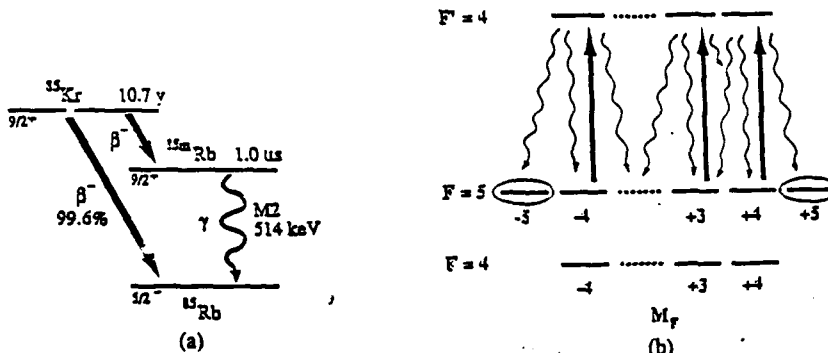 85Kr 10.7 y
9/2+
β-
85mRb 1.0 us
9/2+
β-
99.6%
γ
M2
514 keV
5/2-
85Rb
(a)
F' = 4
F = 5
-5 -4 +3 +4 +5
F = 4
-4 +3 +4
MF
(b)